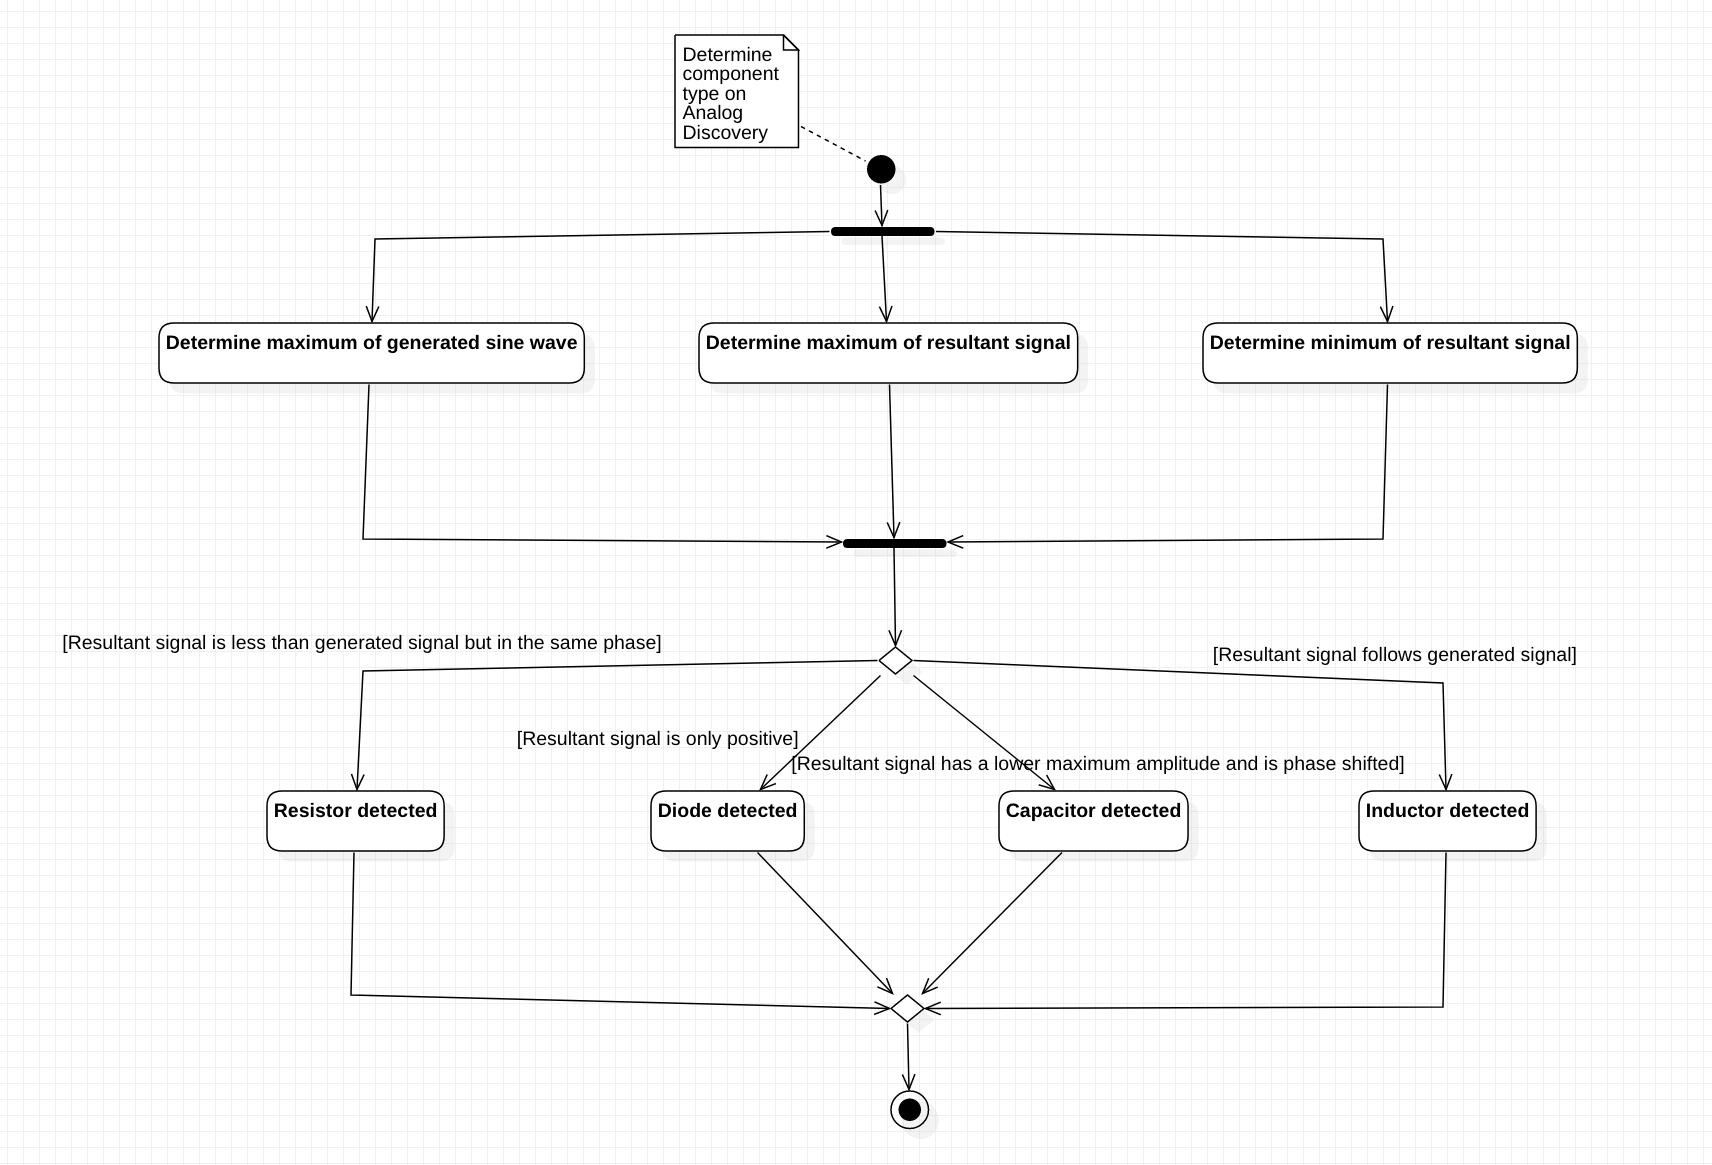 Determine
component
type on
Analog
Discovery
Determine maximum of generated sine wave
Determine maximum of resultant signal
Determine minimum of resultant signal
[Resultant signal is less than generated signal but in the same phase]
[Resultant signal follows generated signal]
[Resultant signal is only positive]
[Resultant signal has a lower maximum amplitude and is phase shifted]
Resistor detected
Diode detected
Capacitor detected
Inductor detected